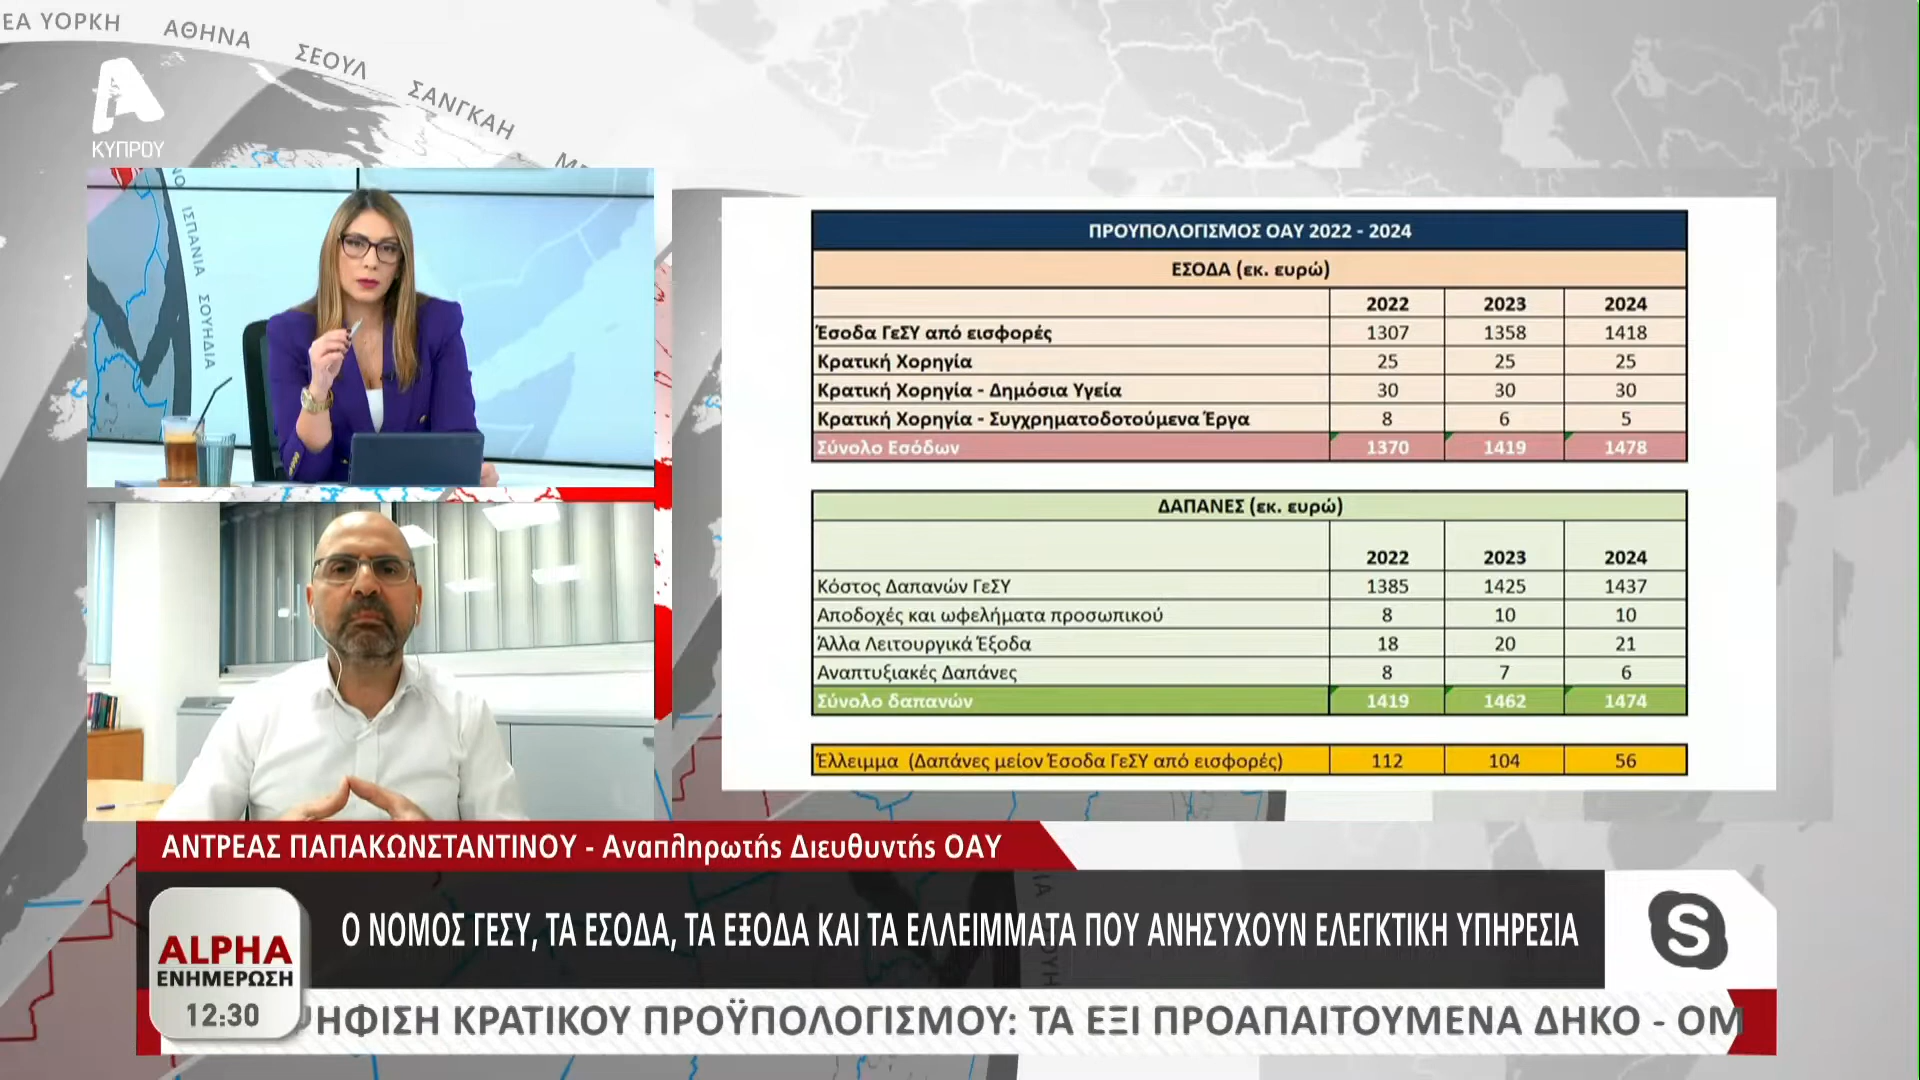 ΕΑ ΥΟΡΚΗ ΑΘΗΝΑ ΣΕΟΥΛ ΣΑΝΓΚΑΗ
ΚΥΠΡΟΥ
ΙΣΠΑΝΙΑ ΣΟΥΗΔΙΑ
ΠΡΟΥΠΟΛΟΓΙΣΜΟΣ ΟΑΥ 2022 - 2024
ΕΣΟΔΑ (εκ. ευρώ)
2022 2023 2024
Έσοδα ΓεΣΥ από εισφορές 1307 1358 1418
Κρατική Χορηγία 25 25 25
Κρατική Χορηγία - Δημόσια Υγεία 30 30 30
Κρατική Χορηγία - Συγχρηματοδοτούμενα Έργα 8 6 5
Σύνολο Εσόδων 1370 1419 1478
ΔΑΠΑΝΕΣ (εκ. ευρώ)
2022 2023 2024
Κόστος Δαπανών ΓεΣΥ 1385 1425 1437
Αποδοχές και ωφελήματα προσωπικού 8 10 10
Άλλα Λειτουργικά Έξοδα 18 20 21
Αναπτυξιακές Δαπάνες 8 7 6
Σύνολο δαπανών 1419 1462 1474
Έλλειμμα (Δαπάνες μείον Έσοδα ΓεΣΥ από εισφορές) 112 104 56
ΑΝΤΡΕΑΣ ΠΑΠΑΚΩΝΣΤΑΝΤΙΝΟΥ - Αναπληρωτής Διευθυντής ΟΑΥ
Ο ΝΟΜΟΣ ΓΕΣΥ, ΤΑ ΕΣΟΔΑ, ΤΑ ΕΞΟΔΑ ΚΑΙ ΤΑ ΕΛΛΕΙΜΜΑΤΑ ΠΟΥ ΑΝΗΣΥΧΟΥΝ ΕΛΕΓΚΤΙΚΗ ΥΠΗΡΕΣΙΑ
ALPHA
ΕΝΗΜΕΡΩΣΗ
12:30
ΨΗΦΙΣΗ ΚΡΑΤΙΚΟΥ ΠΡΟΫΠΟΛΟΓΙΣΜΟΥ: ΤΑ ΕΞΙ ΠΡΟΑΠΑΙΤΟΥΜΕΝΑ ΔΗΚΟ - ΟΜ